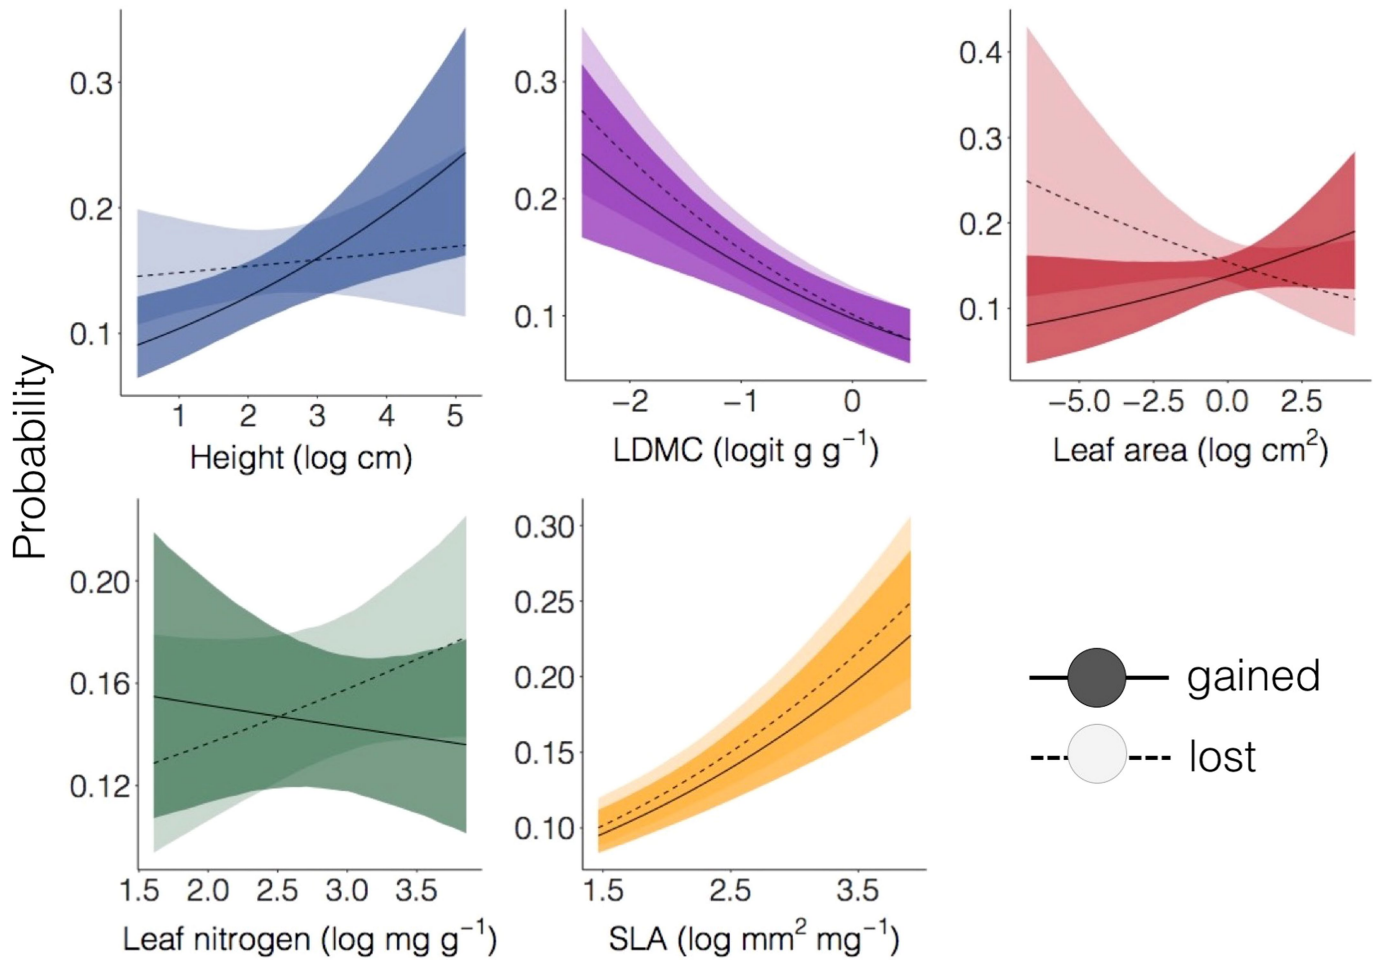 Probability
0.3
0.2
0.1
1 2 3 4 5
Height (log cm)
0.3
0.2
0.1
−2 −1 0
LDMC (logit g g⁻¹)
0.4
0.3
0.2
0.1
−5.0 −2.5 0.0 2.5
Leaf area (log cm²)
0.20
0.16
0.12
1.5 2.0 2.5 3.0 3.5
Leaf nitrogen (log mg g⁻¹)
0.30
0.25
0.20
0.15
0.10
1.5 2.5 3.5
SLA (log mm² mg⁻¹)
gained
lost